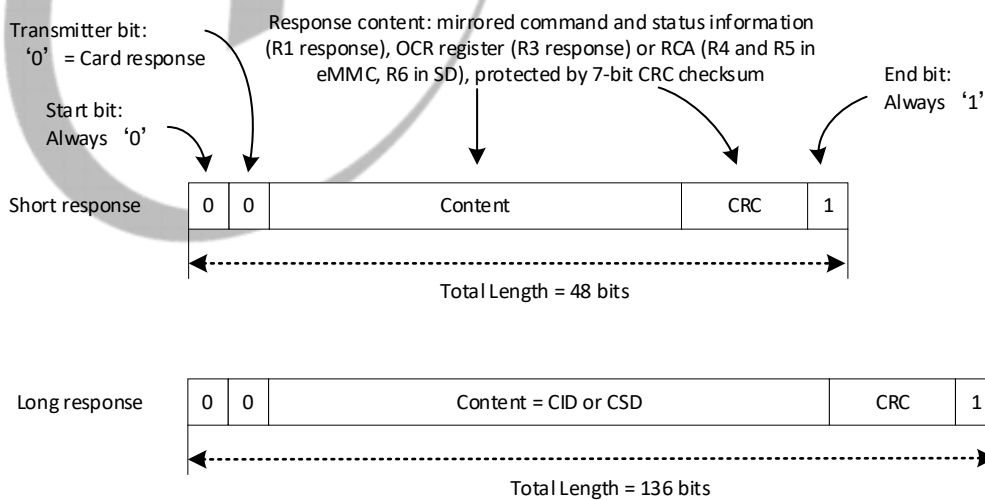 Transmitter bit:
‘0’ = Card response
Response content: mirrored command and status information
(R1 response), OCR register (R3 response) or RCA (R4 and R5 in
eMMC, R6 in SD), protected by 7-bit CRC checksum
End bit:
Always ‘1’
Start bit:
Always ‘0’
Short response 0 0 Content CRC 1
Total Length = 48 bits
Long response 0 0 Content = CID or CSD CRC 1
Total Length = 136 bits